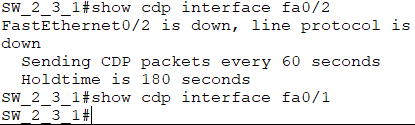 SW_2_3_1#show cdp interface fa0/2
FastEthernet0/2 is down, line protocol is
down
  Sending CDP packets every 60 seconds
  Holdtime is 180 seconds
SW_2_3_1#show cdp interface fa0/1
SW_2_3_1#